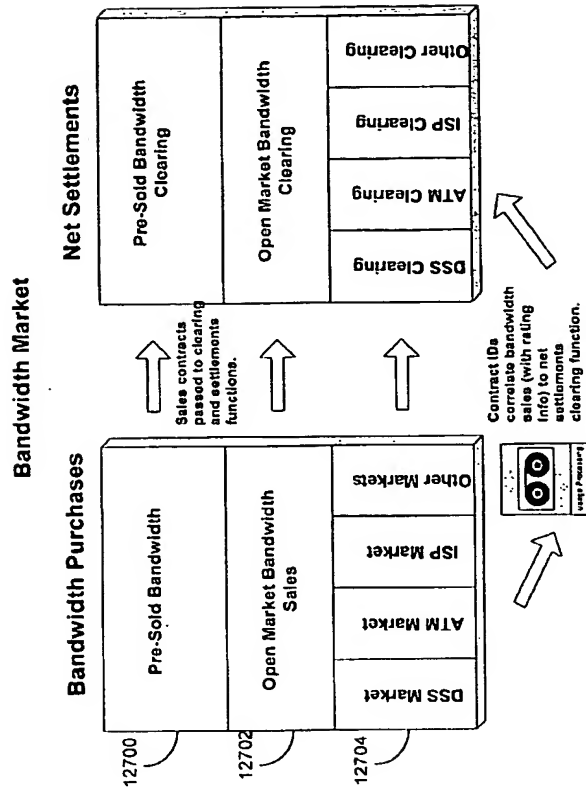 Bandwidth Market
Bandwidth Purchases
Net Settlements
12700
Pre-Sold Bandwidth
12702
Open Market Bandwidth
Sales
12704
DSS Market
ATM Market
ISP Market
Other Markets
Sales contracts
passed to clearing
and settlements
functions.
Pre-Sold Bandwidth
Clearing
Open Market Bandwidth
Clearing
DSS Clearing
ATM Clearing
ISP Clearing
Other Clearing
Usage Processing
Contract IDs
correlate bandwidth
sales (with rating
info) to net
settlements
clearing function.